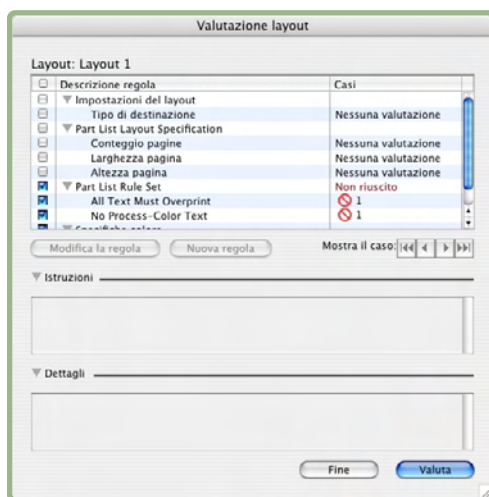 Valutazione layout
Layout: Layout 1
Descrizione regola Casi
Impostazioni del layout
Tipo di destinazione Nessuna valutazione
Part List Layout Specification
Conteggio pagine Nessuna valutazione
Larghezza pagina Nessuna valutazione
Altezza pagina Nessuna valutazione
Part List Rule Set Non riuscito
All Text Must Overprint 1
No Process-Color Text 1
Modifica la regola Nuova regola Mostra il caso:
Istruzioni
Dettagli
Fine Valuta